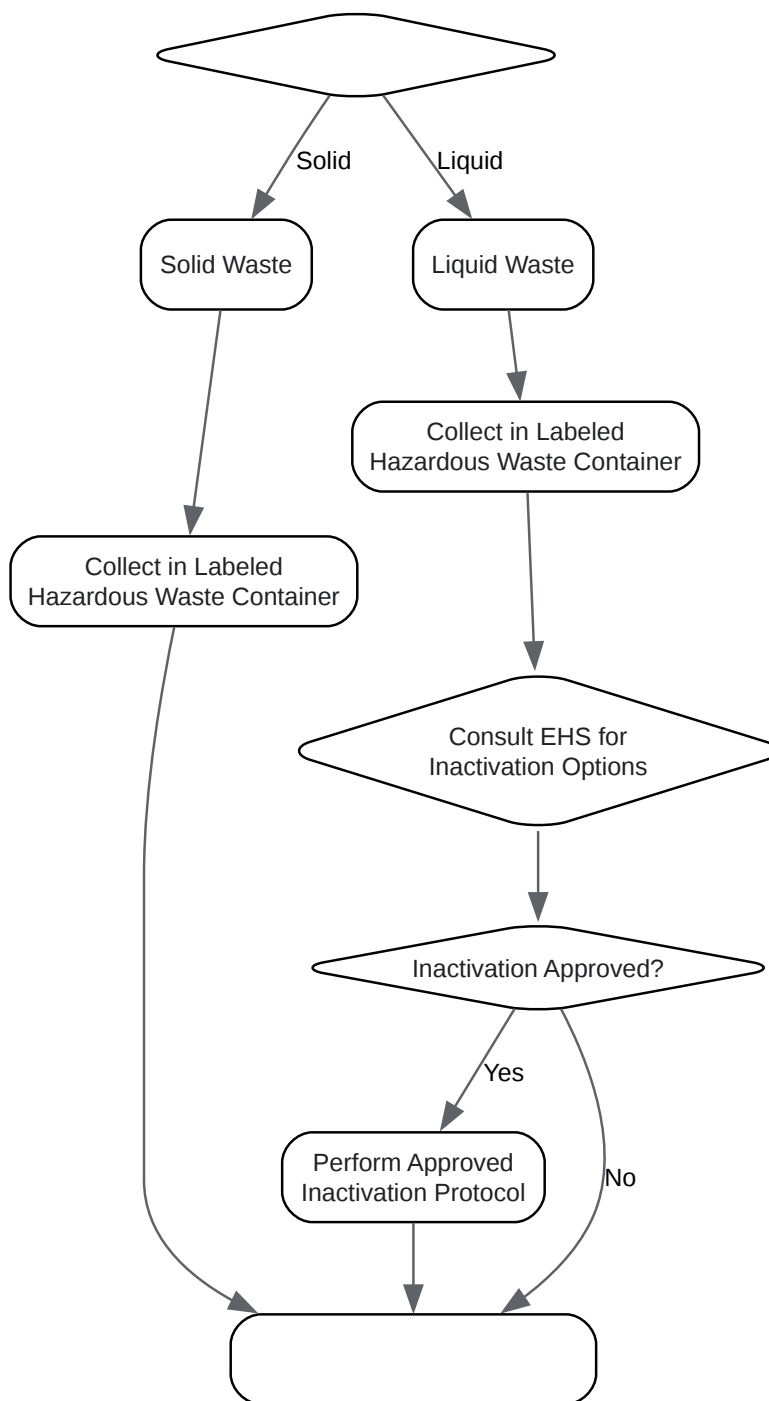 Solid
Liquid
Solid Waste
Liquid Waste
Collect in Labeled
Hazardous Waste Container
Collect in Labeled
Hazardous Waste Container
Consult EHS for
Inactivation Options
Inactivation Approved?
Yes
Perform Approved
Inactivation Protocol
No